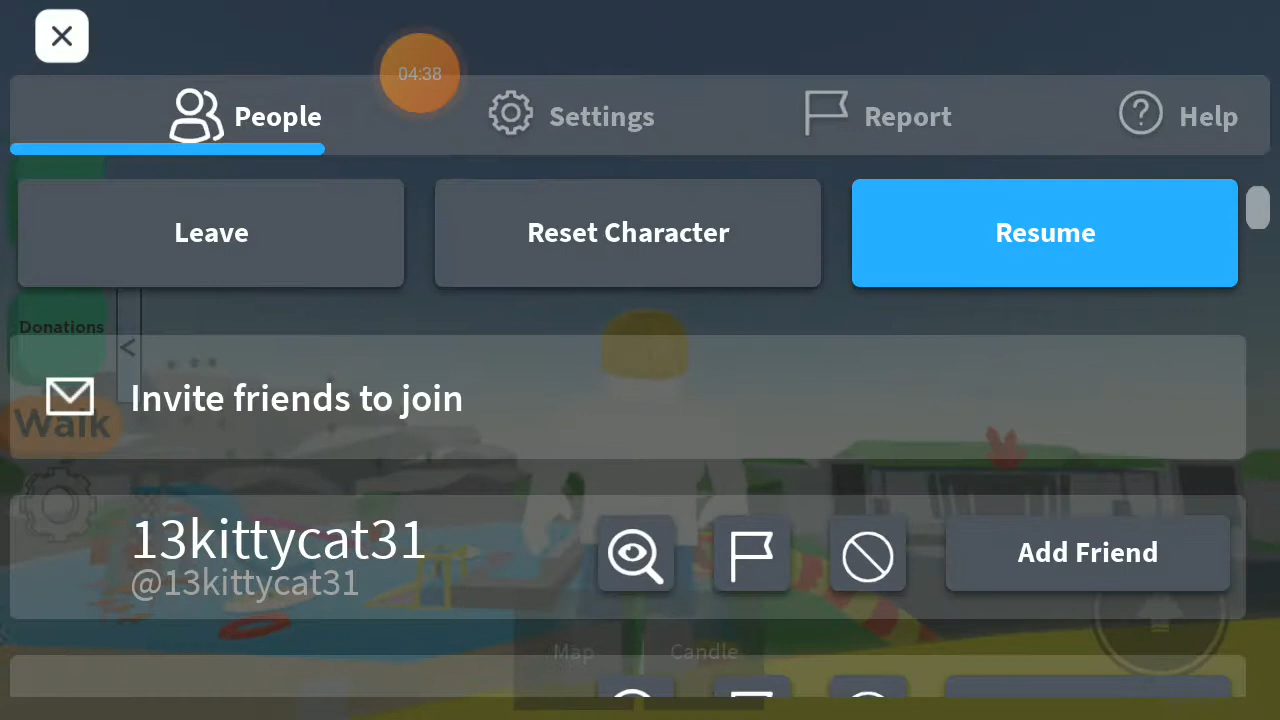 04:38
People
Settings
Report
Help
Leave
Reset Character
Resume
Donations
<
Invite friends to join
Walk
13kittycat31
@13kittycat31
Add Friend
Map
Candle